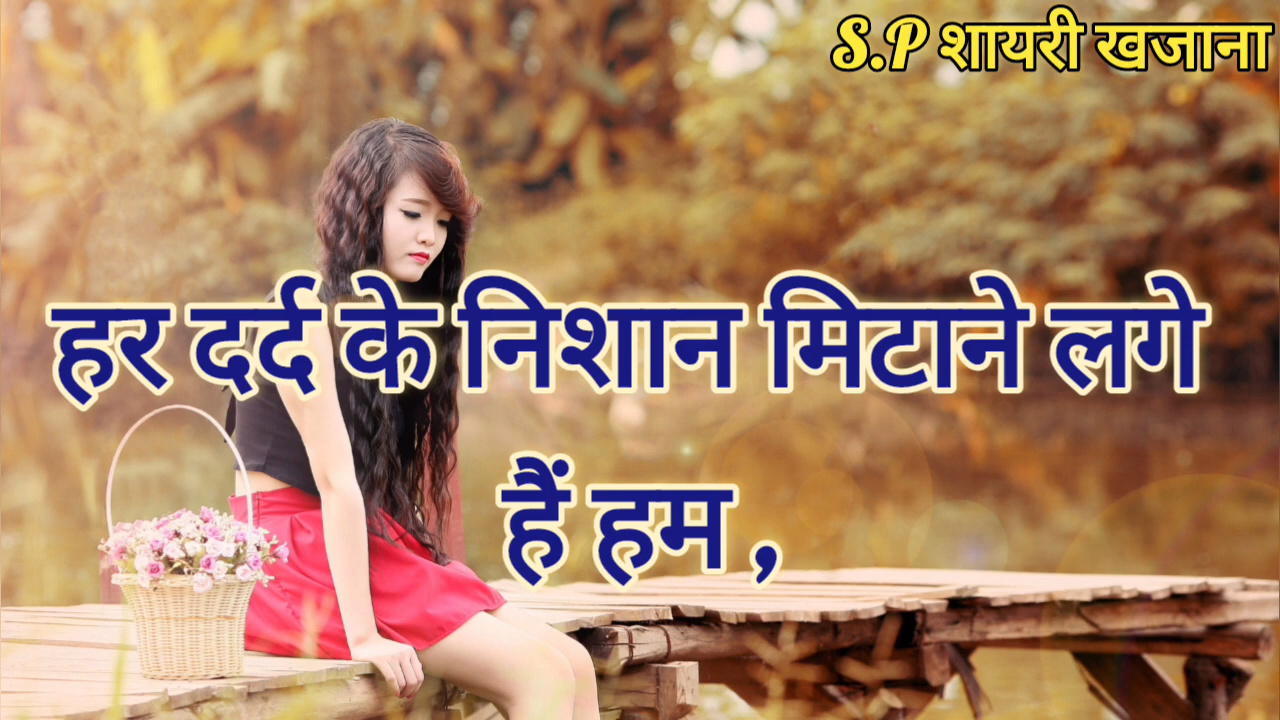 S.P शायरी खजाना
हर दर्द के निशान मिटाने लगे
हैं हम ,